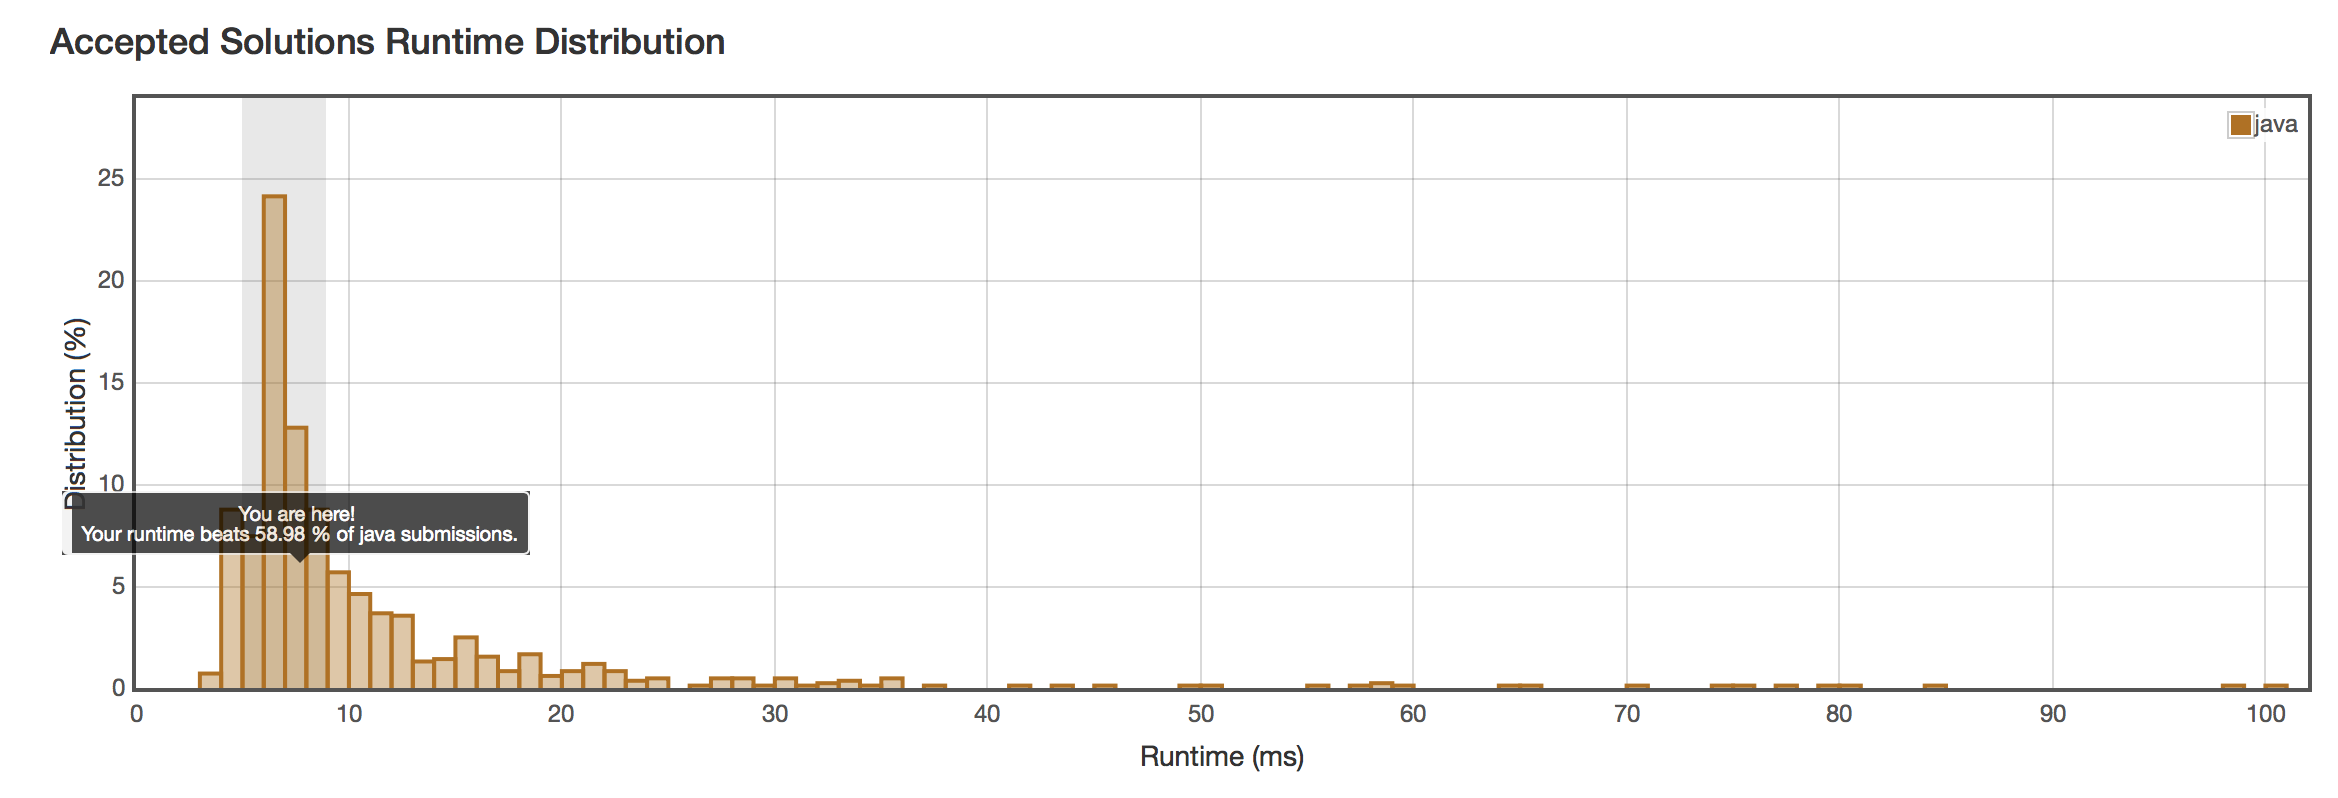 Accepted Solutions Runtime Distribution
java
Distribution (%)
25
20
15
10
5
0
You are here!
Your runtime beats 58.98 % of java submissions.
0 10 20 30 40 50 60 70 80 90 100
Runtime (ms)